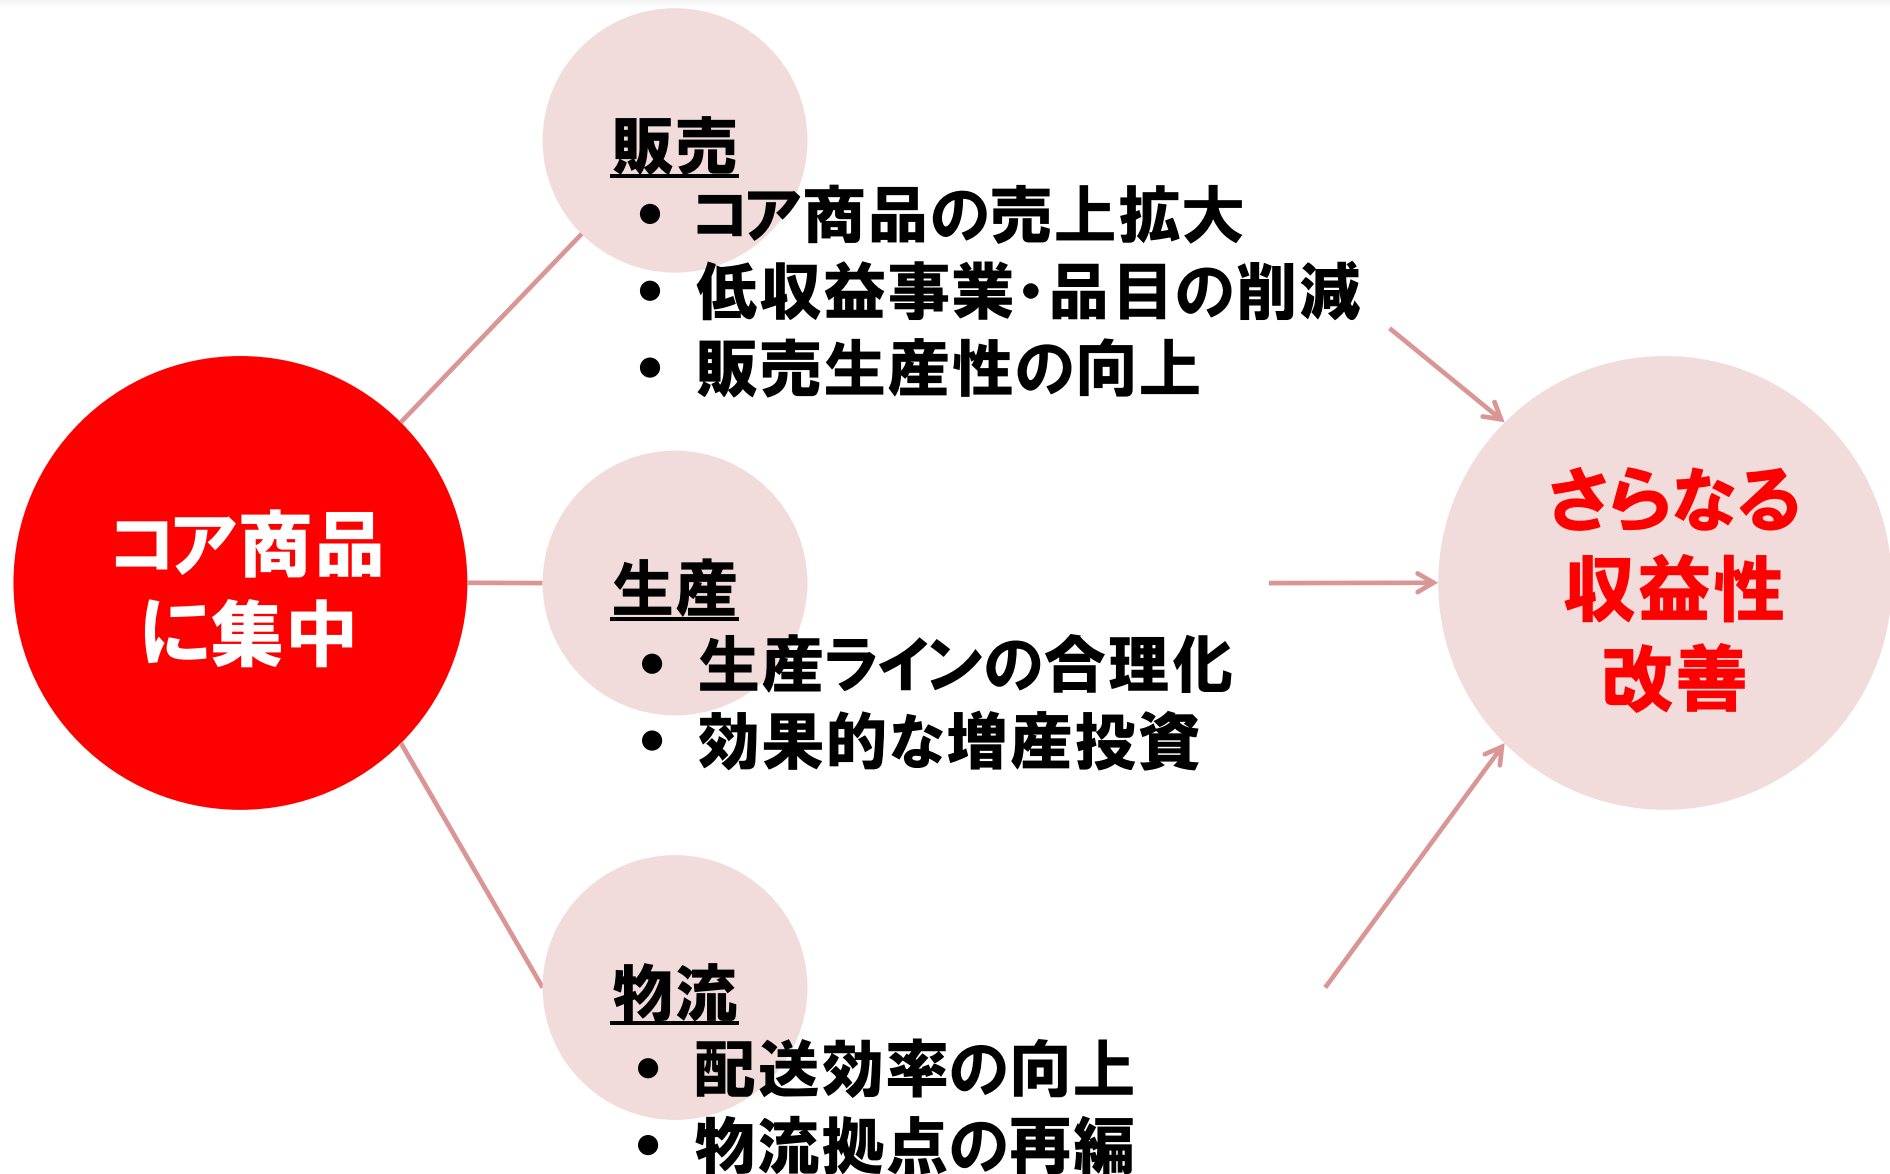 コア商品
に集中
販売
• コア商品の売上拡大
• 低収益事業・品目の削減
• 販売生産性の向上
生産
• 生産ラインの合理化
• 効果的な増産投資
物流
• 配送効率の向上
• 物流拠点の再編
さらなる
収益性
改善